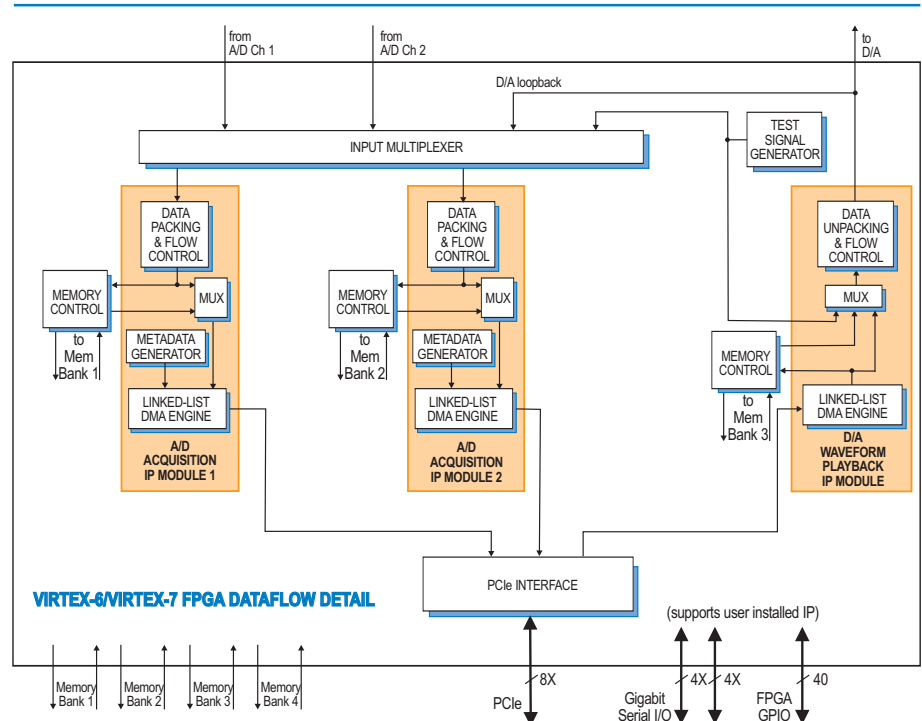 from
A/D Ch 1
from
A/D Ch 2
to
D/A
D/A loopback
INPUT MULTIPLEXER
TEST
SIGNAL
GENERATOR
DATA
PACKING
& FLOW
CONTROL
MEMORY
CONTROL
MUX
to
Mem
Bank 1
METADATA
GENERATOR
LINKED-LIST
DMA ENGINE
A/D
ACQUISITION
IP MODULE 1
DATA
PACKING
& FLOW
CONTROL
MEMORY
CONTROL
MUX
to
Mem
Bank 2
METADATA
GENERATOR
LINKED-LIST
DMA ENGINE
A/D
ACQUISITION
IP MODULE 2
DATA
UNPACKING
& FLOW
CONTROL
MUX
MEMORY
CONTROL
to
Mem
Bank 3
LINKED-LIST
DMA ENGINE
D/A
WAVEFORM
PLAYBACK
IP MODULE
PCIe INTERFACE
VIRTEX-6/VIRTEX-7 FPGA DATAFLOW DETAIL
(supports user installed IP)
Memory
Bank 1
Memory
Bank 2
Memory
Bank 3
Memory
Bank 4
8X
PCIe
4X
4X
Gigabit
Serial I/O
40
FPGA
GPIO